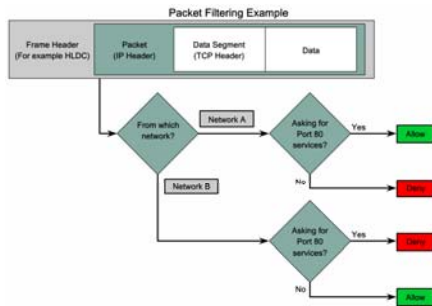 Packet Filtering Example
Frame Header
(For example HLDC)
Packet
(IP Header)
Data Segment
(TCP Header)
Data
From which
network?
Network A
Asking for
Port 80
services?
Yes
Allow
No
Deny
Network B
Asking for
Port 80
services?
Yes
Deny
No
Allow